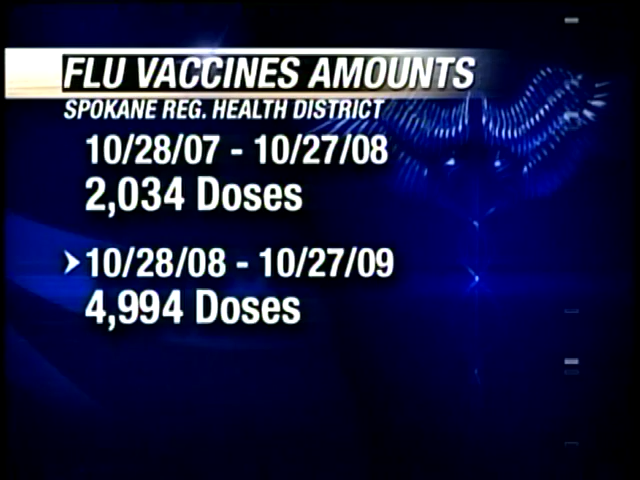 FLU VACCINES AMOUNTS
SPOKANE REG. HEALTH DISTRICT
10/28/07 - 10/27/08
2,034 Doses
10/28/08 - 10/27/09
4,994 Doses